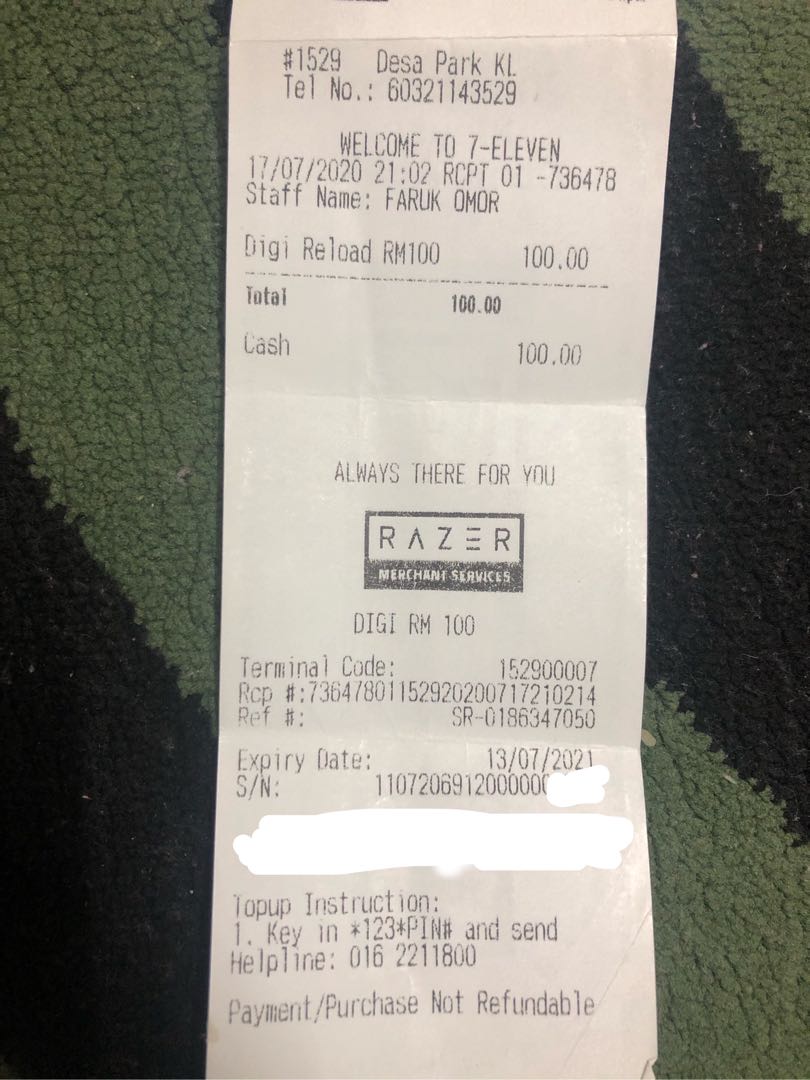 #1529 Desa Park KL
Tel No.: 60321143529
WELCOME TO 7-ELEVEN
17/07/2020 21:02 RCPT 01 -736478
Staff Name: FARUK OMOR
Digi Reload RM100 100.00
Total 100.00
Cash 100.00
ALWAYS THERE FOR YOU
RAZER
MERCHANT SERVICES
DIGI RM 100
Terminal Code: 152900007
Rcp #:73647801152920200717210214
Ref #: SR-0186347050
Expiry Date: 13/07/2021
S/N: 1107206912000000
Topup Instruction:
1. Key in *123*PIN# and send
Helpline: 016 2211800
Payment/Purchase Not Refundable